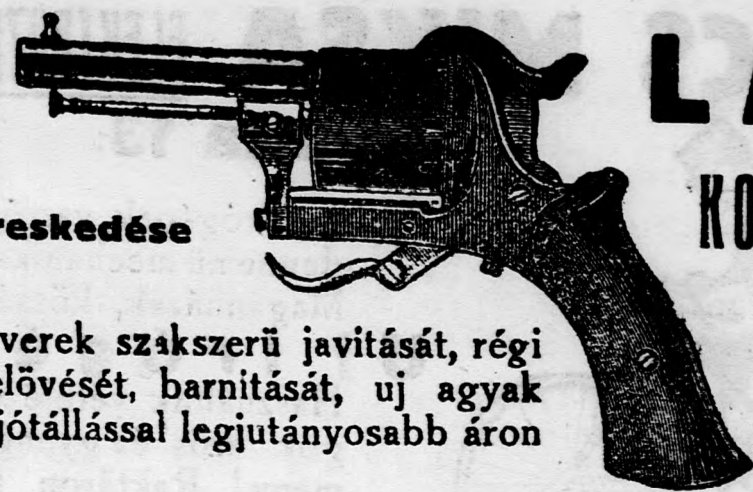 LA
KO
reskedése
verek szakszerü javitását, régi
elövését, barnitását, uj agyak
jótállással legjutányosabb áron